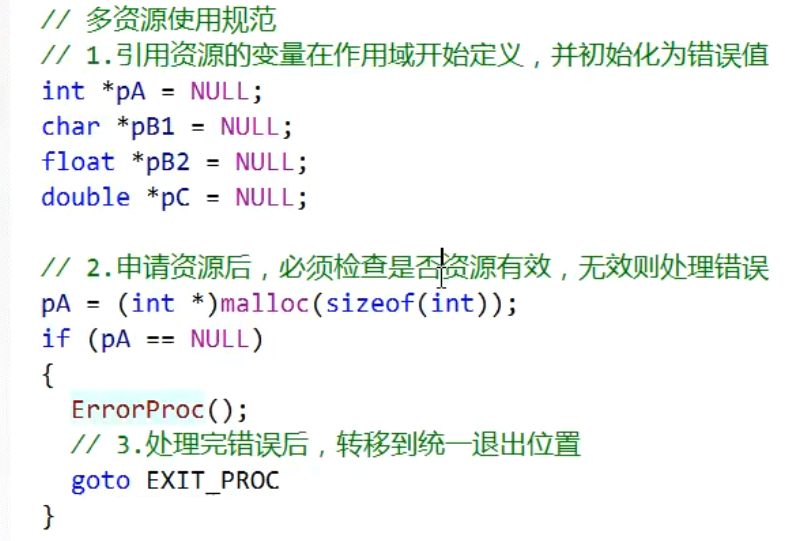 // 多资源使用规范
// 1.引用资源的变量在作用域开始定义，并初始化为错误值
int *pA = NULL;
char *pB1 = NULL;
float *pB2 = NULL;
double *pC = NULL;
// 2.申请资源后，必须检查是否资源有效，无效则处理错误
pA = (int *)malloc(sizeof(int));
if (pA == NULL)
{
ErrorProc();
// 3.处理完错误后，转移到统一退出位置
goto EXIT_PROC
}